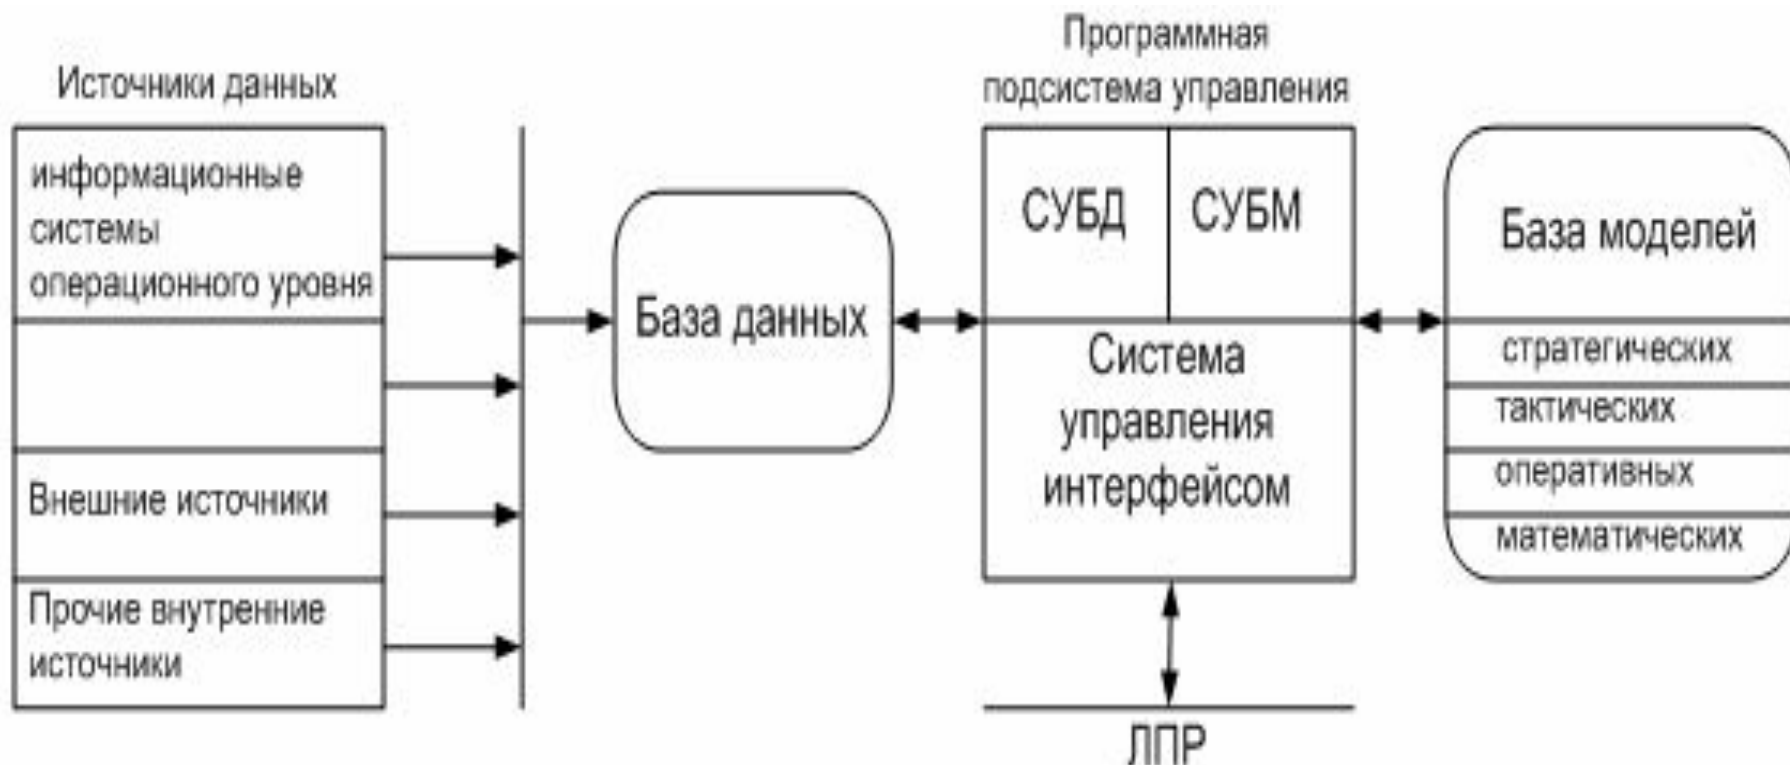 Источники данных
информационные
системы
операционного уровня
Внешние источники
Прочие внутренние
источники
База данных
Программная
подсистема управления
СУБД
СУБМ
Система
управления
интерфейсом
ЛПР
База моделей
стратегических
тактических
оперативных
математических